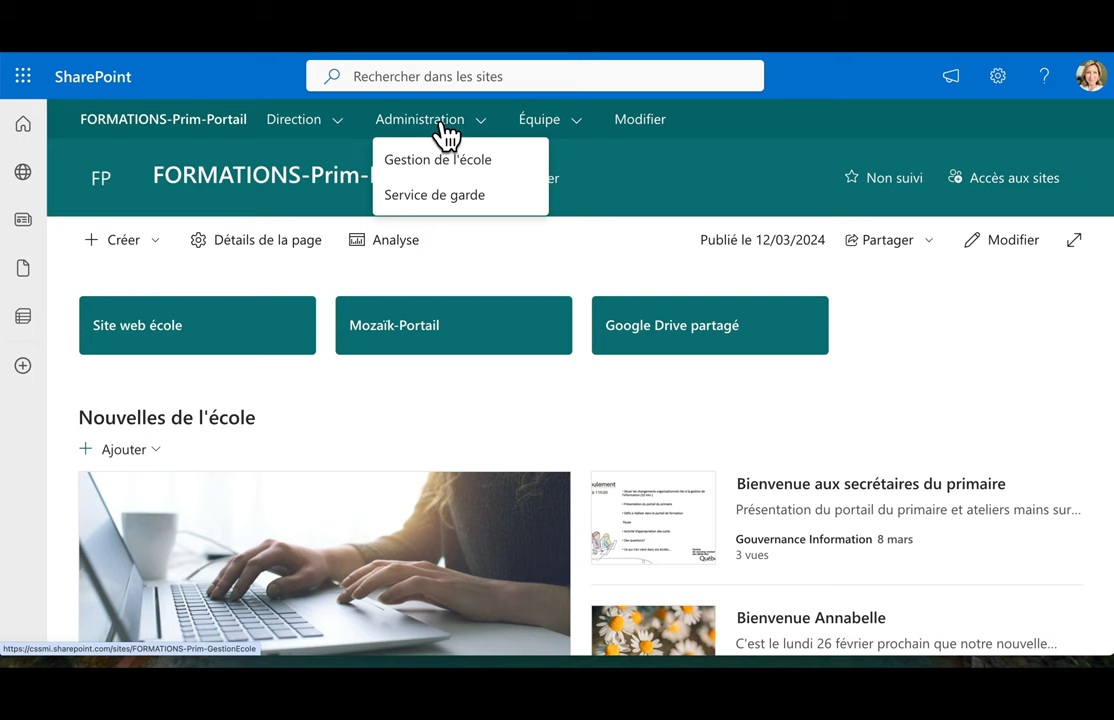 SharePoint
Rechercher dans les sites
FORMATIONS-Prim-Portail
Direction
Administration
Équipe
Modifier
Gestion de l'école
Service de garde
FP
FORMATIONS-Prim-
er
Non suivi
Accès aux sites
Créer
Détails de la page
Analyse
Publié le 12/03/2024
Partager
Modifier
Site web école
Mozaïk-Portail
Google Drive partagé
Nouvelles de l'école
Ajouter
Bienvenue aux secrétaires du primaire
Présentation du portail du primaire et ateliers mains sur...
Gouvernance Information 8 mars
3 vues
Bienvenue Annabelle
C'est le lundi 26 février prochain que notre nouvelle...
https://cssmi.sharepoint.com/sites/FORMATIONS-Prim-GestionEcole